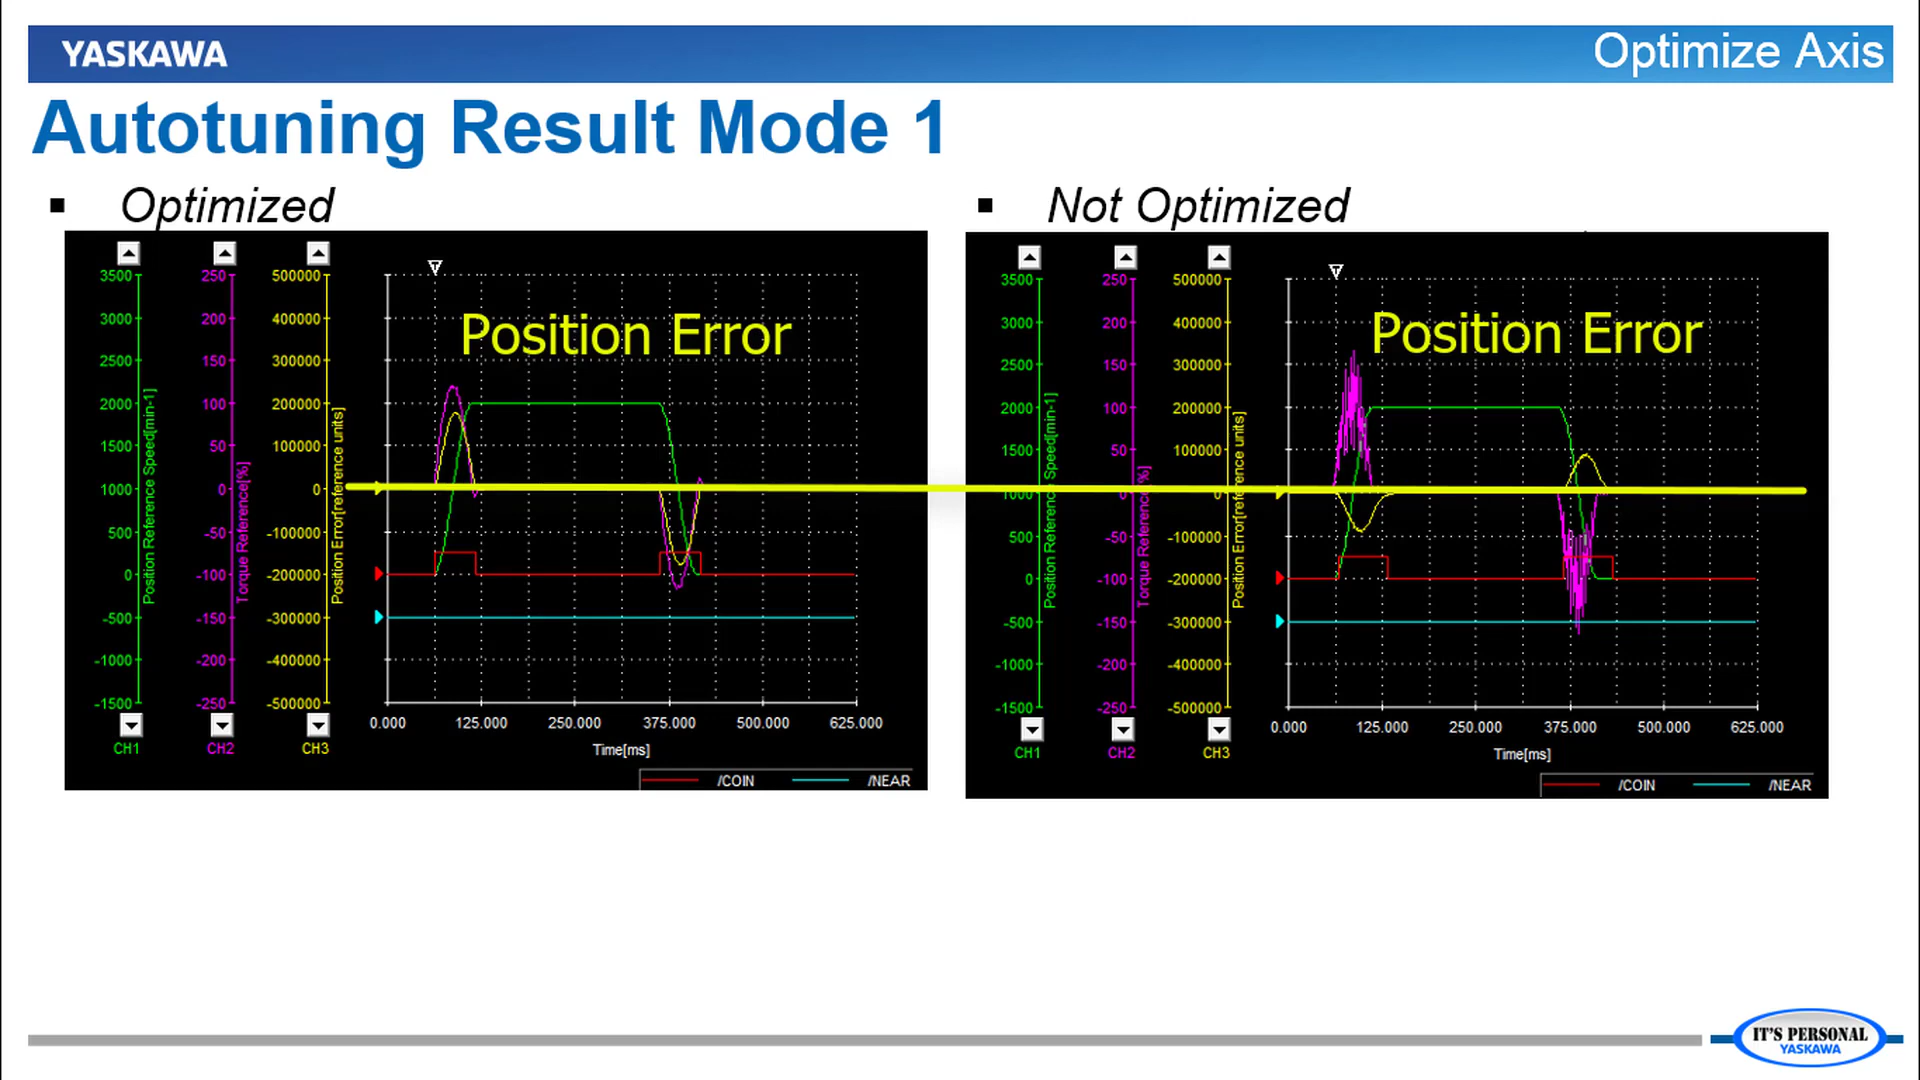 YASKAWA
Optimize Axis
Autotuning Result Mode 1
▪ Optimized
▪ Not Optimized
3500 250 500000
3000 200 400000
2500 150 300000
2000 100 200000
1500 50 100000
1000 0 0
500 -50 -100000
0 -100 -200000
-500 -150 -300000
-1000 -200 -400000
-1500 -250 -500000
Position Reference Speed[min-1]
Torque Reference[%]
Position Error[reference units]
Position Error
0.000 125.000 250.000 375.000 500.000 625.000
CH1 CH2 CH3
Time[ms]
/COIN /NEAR
3500 250 500000
3000 200 400000
2500 150 300000
2000 100 200000
1500 50 100000
1000 0 0
500 -50 -100000
0 -100 -200000
-500 -150 -300000
-1000 -200 -400000
-1500 -250 -500000
Position Reference Speed[min-1]
Torque Reference[%]
Position Error[reference units]
Position Error
0.000 125.000 250.000 375.000 500.000 625.000
CH1 CH2 CH3
Time[ms]
/COIN /NEAR
IT'S PERSONAL
YASKAWA